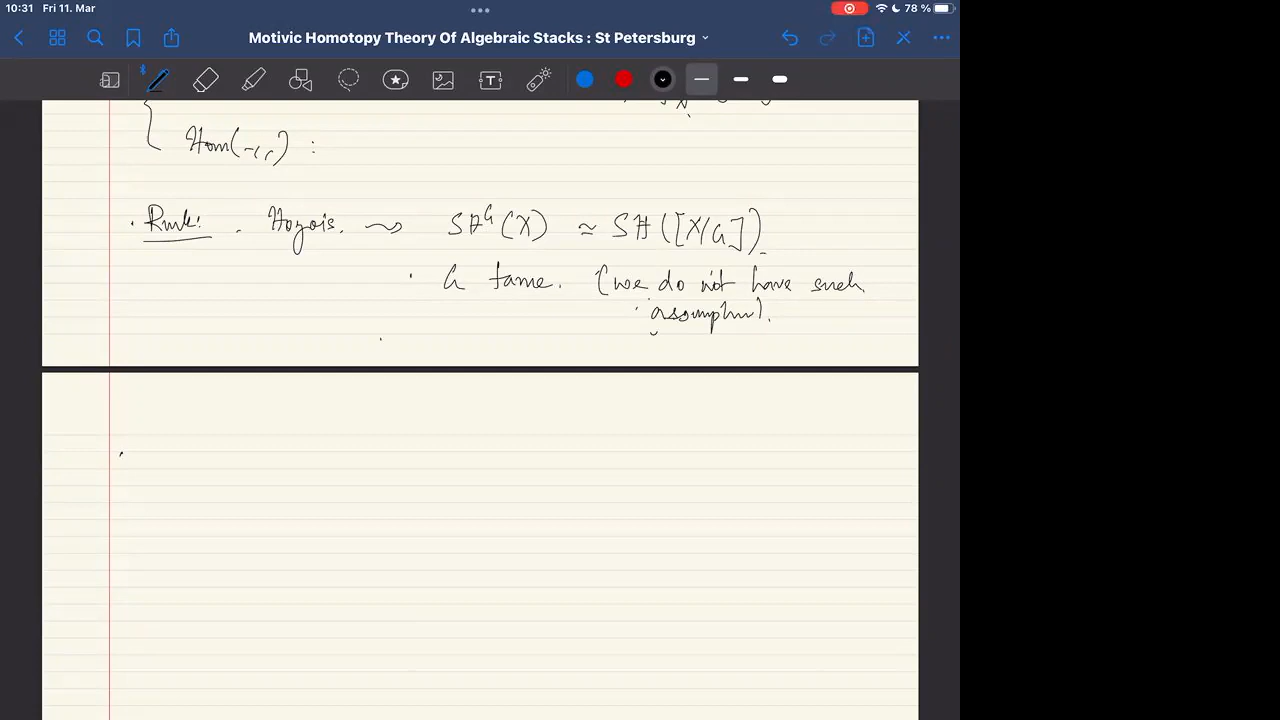 10:31 Fri 11. Mar
78 %
Motivic Homotopy Theory Of Algebraic Stacks : St Petersburg
Hom(-,-) :
. Rmk: . Hoyois. ⇝ SH^G(X) ≈ SH([X/G])
. G tame. (we do not have such
assumption).